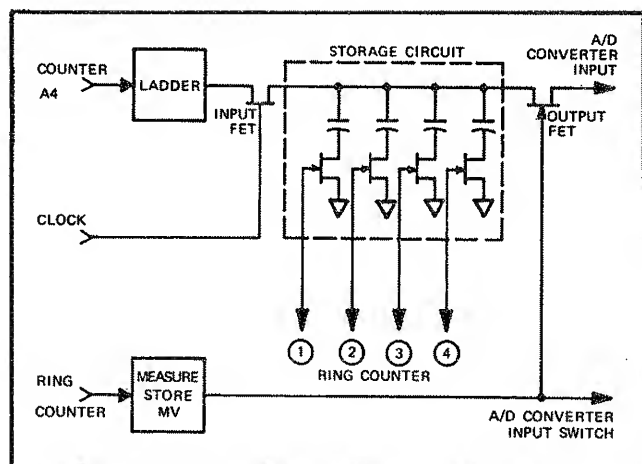 STORAGE CIRCUIT
A/D
CONVERTER
INPUT
COUNTER
A4
LADDER
INPUT
FET
OUTPUT
FET
CLOCK
1 2 3 4
RING COUNTER
RING
COUNTER
MEASURE
STORE
MV
A/D CONVERTER
INPUT SWITCH